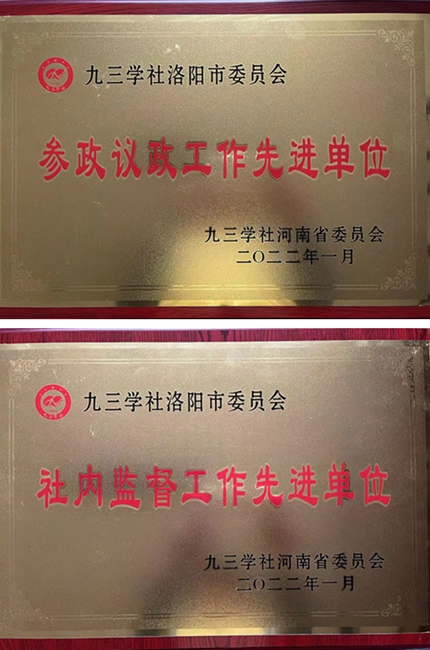 九三学社洛阳市委员会
参政议政工作先进单位
九三学社河南省委员会
二〇二二年一月
九三学社洛阳市委员会
社内监督工作先进单位
九三学社河南省委员会
二〇二二年一月